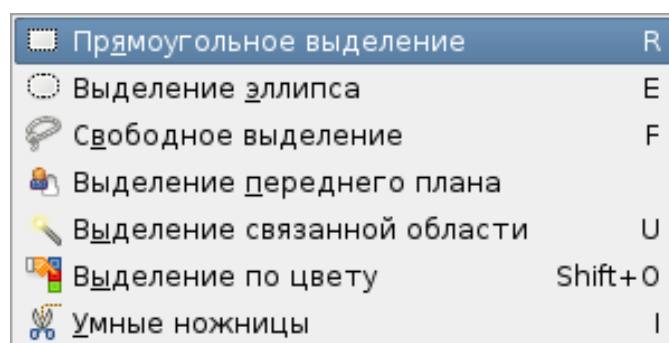 Прямоугольное выделение R
Выделение эллипса E
Свободное выделение F
Выделение переднего плана
Выделение связанной области U
Выделение по цвету Shift+O
Умные ножницы I